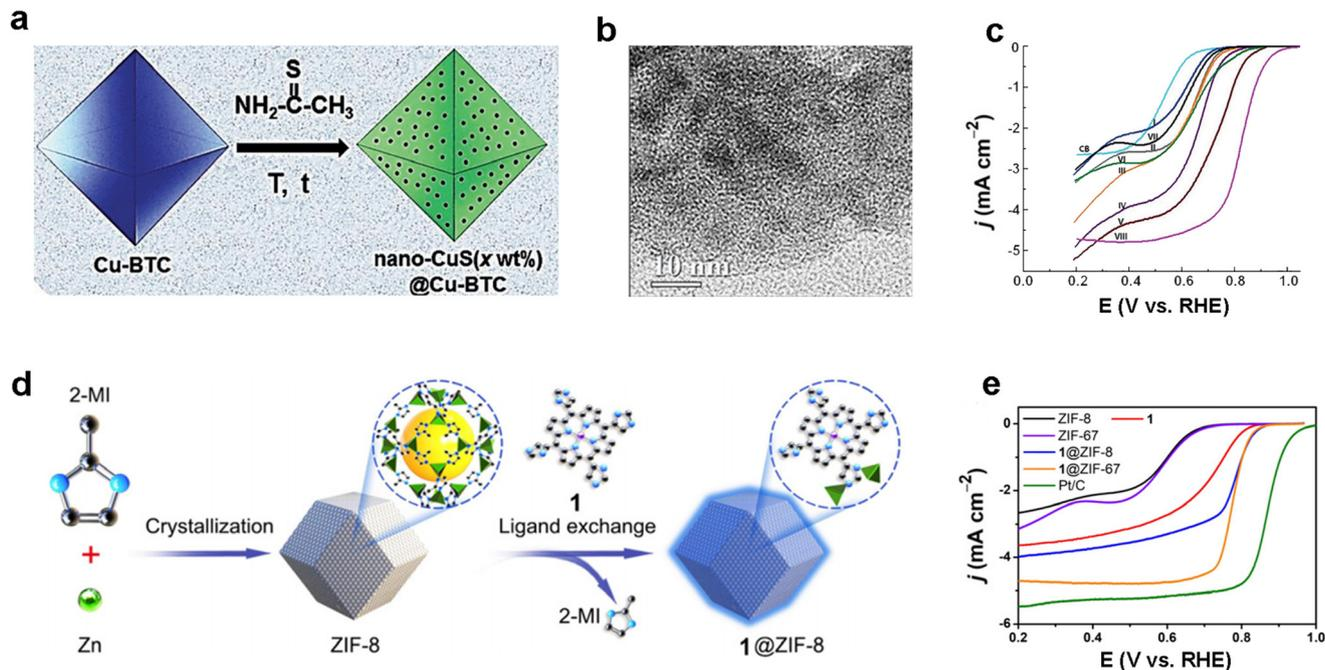 a
S
NH₂-C-CH₃
T, t
Cu-BTC
nano-CuS(x wt%)
@Cu-BTC
b
10 nm
c
0
-1
-2
-3
-4
-5
j (mA cm⁻²)
CB
I
VII
II
VI
III
IV
V
VIII
0.0
0.2
0.4
0.6
0.8
1.0
E (V vs. RHE)
d
2-MI
+
Zn
Crystallization
ZIF-8
1
Ligand exchange
2-MI
1@ZIF-8
e
0
-2
-4
-6
j (mA cm⁻²)
ZIF-8
1
ZIF-67
1@ZIF-8
1@ZIF-67
Pt/C
0.2
0.4
0.6
0.8
1.0
E (V vs. RHE)